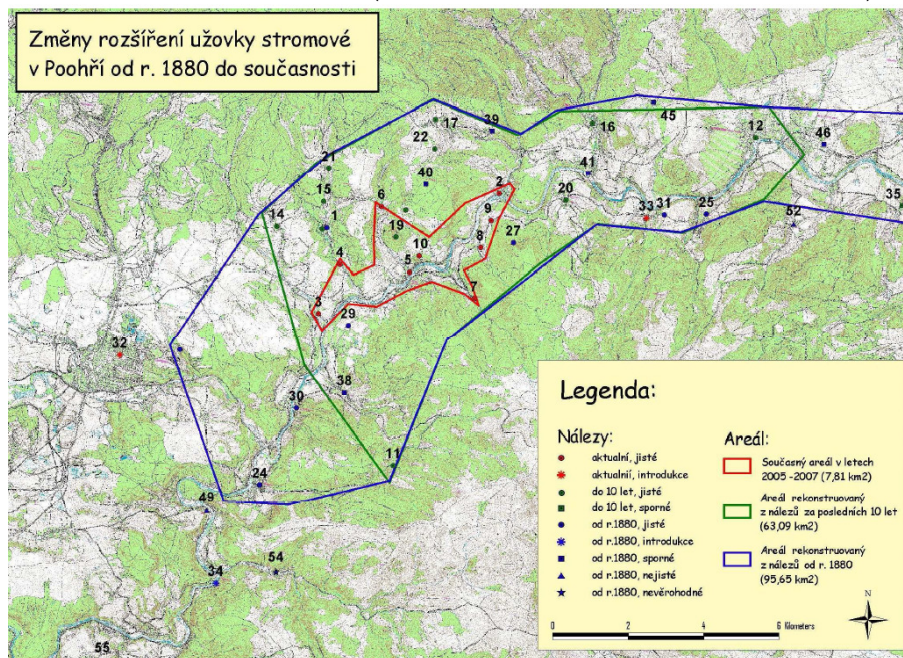 Změny rozšíření užovky stromové
v Poohří od r. 1880 do současnosti
17
39
45
16
12
46
22
21
41
40
2
15
6
20
35
33
31
25
14
1
9
52
19
8
27
10
4
5
7
3
29
32
38
30
11
24
49
54
34
55
Legenda:
Nálezy:
aktualní, jisté
aktualnií, introdukce
do 10 let, jisté
do 10 let, sporné
od r.1880, jisté
od r.1880, introdukce
od r.1880, sporné
od r.1880, nejisté
od r.1880, nevěrohodné
Areál:
Současný areál v letech
2005 -2007 (7,81 km2)
Areál rekonstruovaný
z nálezů za posledních 10 let
(63,09 km2)
Areál rekonstruovaný
z nálezů od r. 1880
(95,65 km2)
0 2 4 6 Kilometers
N